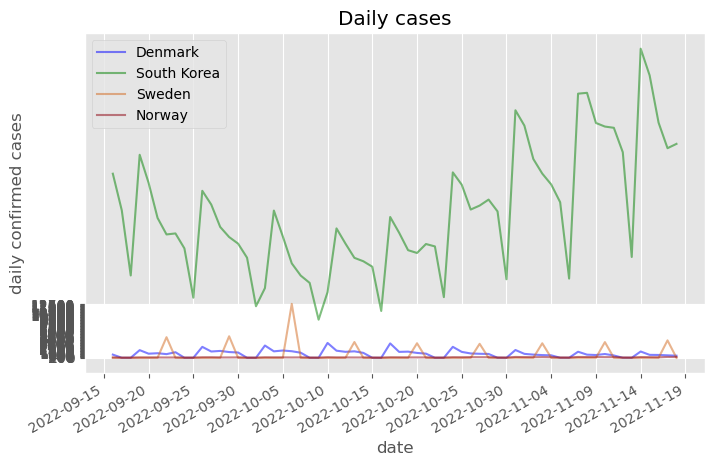 Daily cases
Denmark
South Korea
Sweden
Norway
daily confirmed cases
2022-09-15
2022-09-20
2022-09-25
2022-09-30
2022-10-05
2022-10-10
2022-10-15
2022-10-20
2022-10-25
2022-10-30
2022-11-04
2022-11-09
2022-11-14
2022-11-19
date